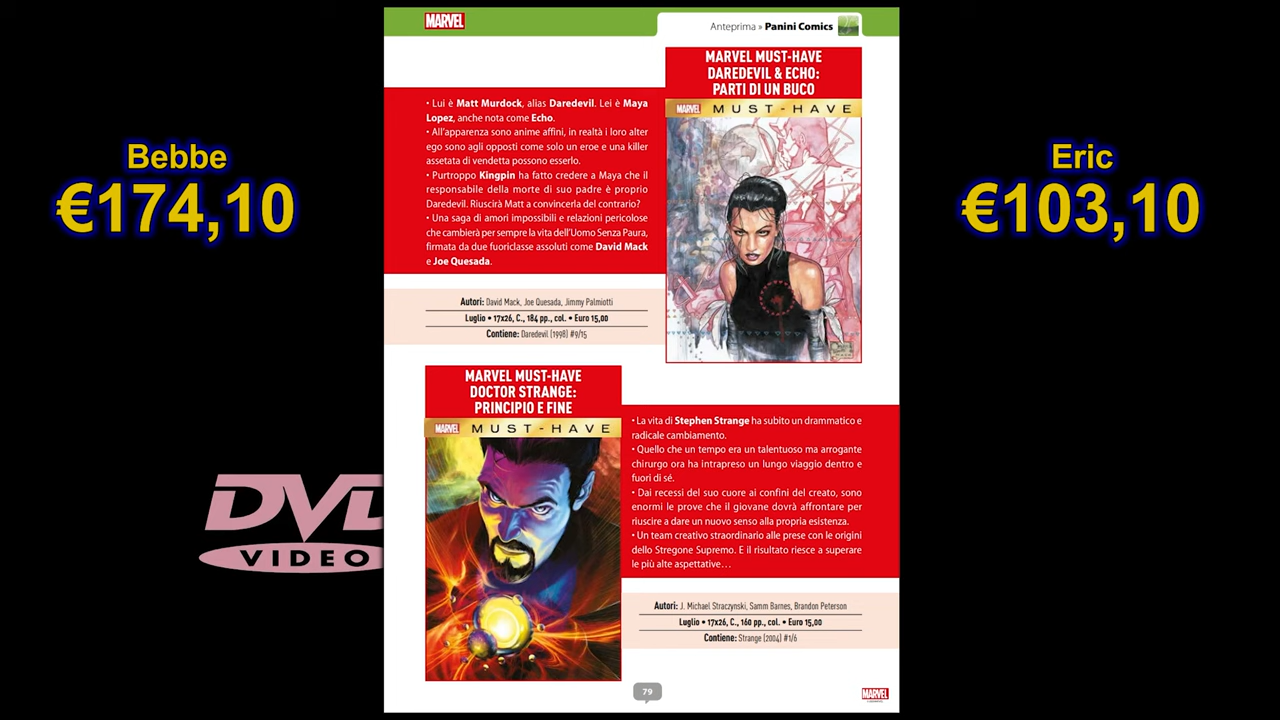 MARVEL
Anteprima » Panini Comics
MARVEL MUST-HAVE
DAREDEVIL & ECHO:
PARTI DI UN BUCO
MARVEL MUST-HAVE
• Lui è Matt Murdock, alias Daredevil. Lei è Maya
Lopez, anche nota come Echo.
• All'apparenza sono anime affini, in realtà i loro alter
ego sono agli opposti come solo un eroe e una killer
assetata di vendetta possono esserlo.
• Purtroppo Kingpin ha fatto credere a Maya che il
responsabile della morte di suo padre è proprio
Daredevil. Riuscirà Matt a convincerla del contrario?
• Una saga di amori impossibili e relazioni pericolose
che cambierà per sempre la vita dell'Uomo Senza Paura,
firmata da due fuoriclasse assoluti come David Mack
e Joe Quesada.
Autori: David Mack, Joe Quesada, Jimmy Palmiotti
Luglio • 17x26, C., 184 pp., col. • Euro 15,00
Contiene: Daredevil (1998) #9/15
Bebbe
€174,10
Eric
€103,10
MARVEL MUST-HAVE
DOCTOR STRANGE:
PRINCIPIO E FINE
MARVEL MUST-HAVE
• La vita di Stephen Strange ha subito un drammatico e
radicale cambiamento.
• Quello che un tempo era un talentuoso ma arrogante
chirurgo ora ha intrapreso un lungo viaggio dentro e
fuori di sé.
• Dai recessi del suo cuore ai confini del creato, sono
enormi le prove che il giovane dovrà affrontare per
riuscire a dare un nuovo senso alla propria esistenza.
• Un team creativo straordinario alle prese con le origini
dello Stregone Supremo. E il risultato riesce a superare
le più alte aspettative…
Autori: J. Michael Straczynski, Samm Barnes, Brandon Peterson
Luglio • 17x26, C., 160 pp., col. • Euro 15,00
Contiene: Strange (2004) #1/6
DVD
VIDEO
79
MARVEL